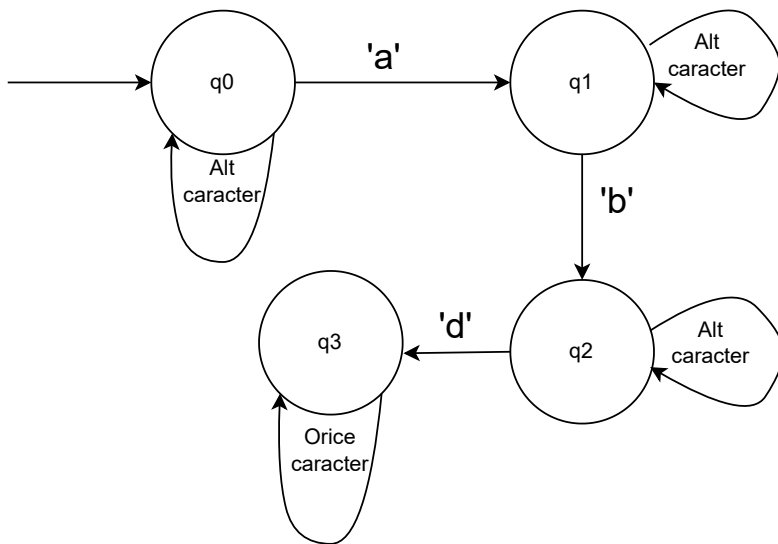 q0
'a'
q1
Alt
caracter
Alt
caracter
'b'
q3
'd'
q2
Alt
caracter
Orice
caracter